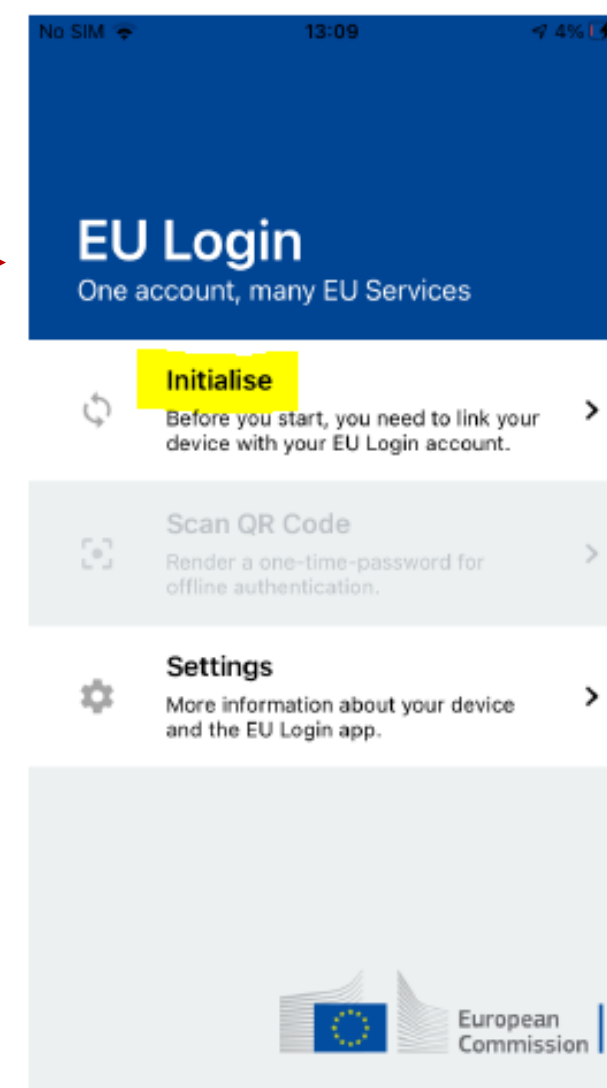 No SIM 13:09 4%
EU Login
One account, many EU Services
Initialise
Before you start, you need to link your
device with your EU Login account.
Scan QR Code
Render a one-time-password for
offline authentication.
Settings
More information about your device
and the EU Login app.
European
Commission